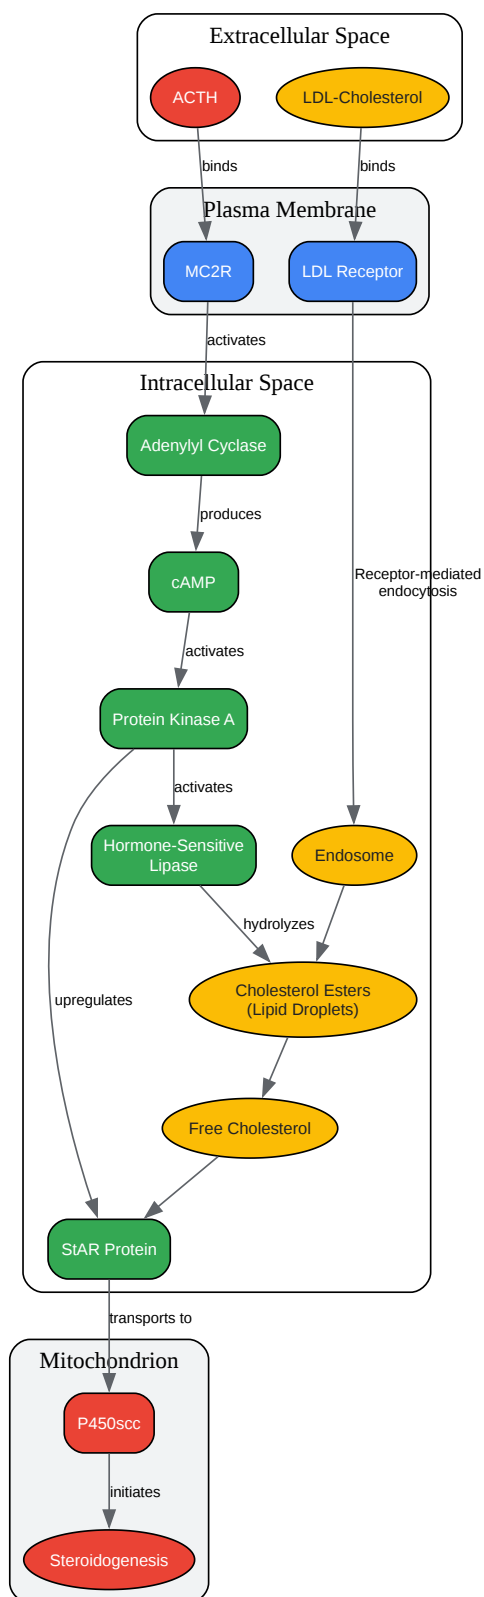 Extracellular Space
ACTH
LDL-Cholesterol
binds
binds
Plasma Membrane
MC2R
LDL Receptor
activates
Intracellular Space
Adenylyl Cyclase
produces
cAMP
Receptor-mediated
endocytosis
activates
Protein Kinase A
activates
Hormone-Sensitive
Lipase
Endosome
hydrolyzes
Cholesterol Esters
(Lipid Droplets)
upregulates
Free Cholesterol
StAR Protein
transports to
Mitochondrion
P450scc
initiates
Steroidogenesis